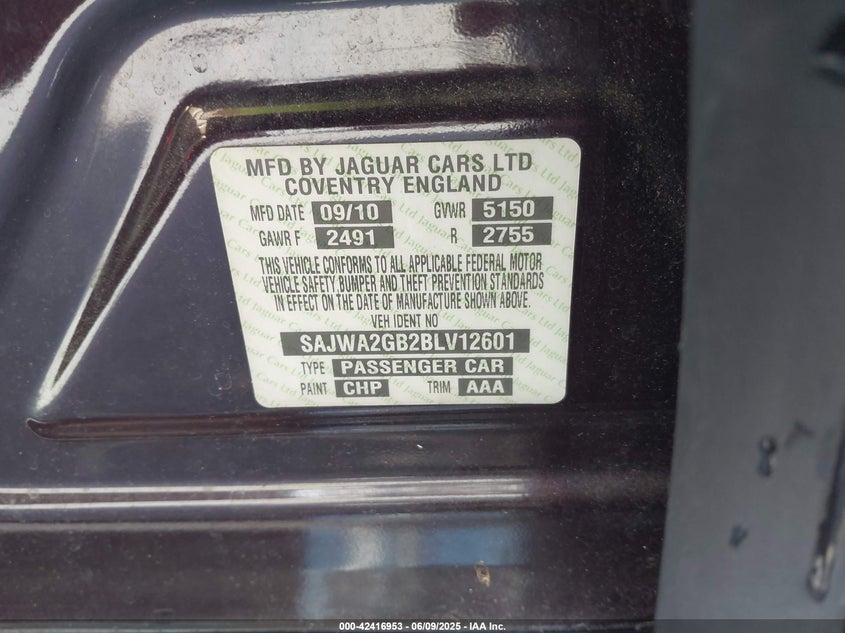 MFD BY JAGUAR CARS LTD
COVENTRY ENGLAND
MFD DATE 09/10 GVWR 5150
GAWR F 2491 R 2755
THIS VEHICLE CONFORMS TO ALL APPLICABLE FEDERAL MOTOR
VEHICLE SAFETY, BUMPER AND THEFT PREVENTION STANDARDS
IN EFFECT ON THE DATE OF MANUFACTURE SHOWN ABOVE.
VEH IDENT NO
SAJWA2GB2BLV12601
TYPE PASSENGER CAR
PAINT CHP TRIM AAA
000-42416953 - 06/09/2025 - IAA Inc.